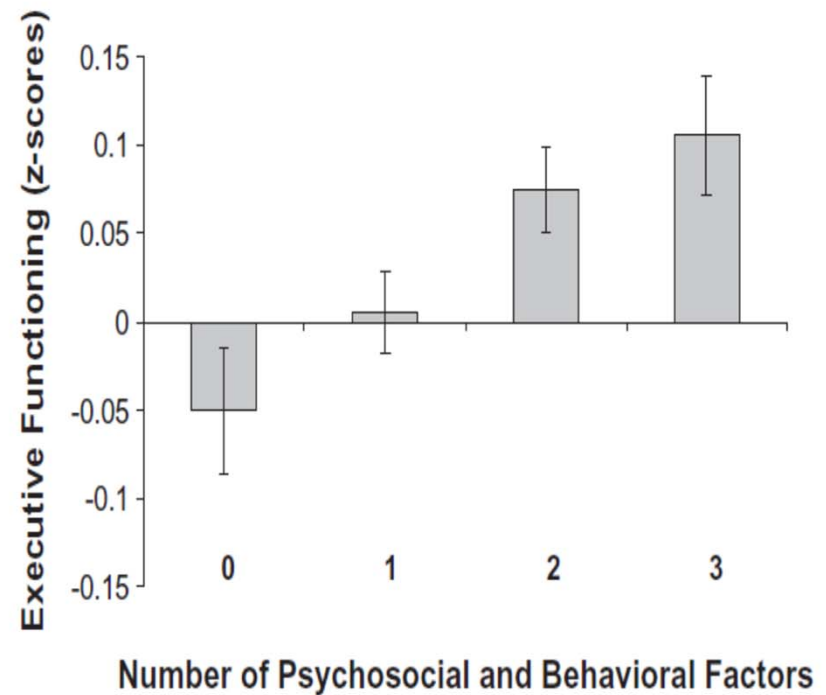 Executive Functioning (z-scores)
0.15
0.1
0.05
0
-0.05
-0.1
-0.15
0 1 2 3
Number of Psychosocial and Behavioral Factors